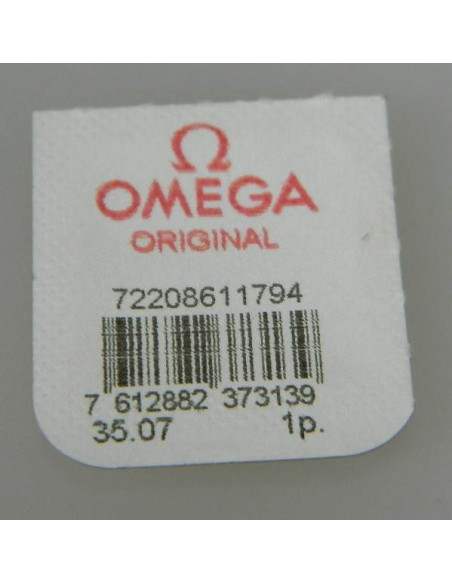 Ω
OMEGA
ORIGINAL
72208611794
7 612882 373139
35.07 1p.